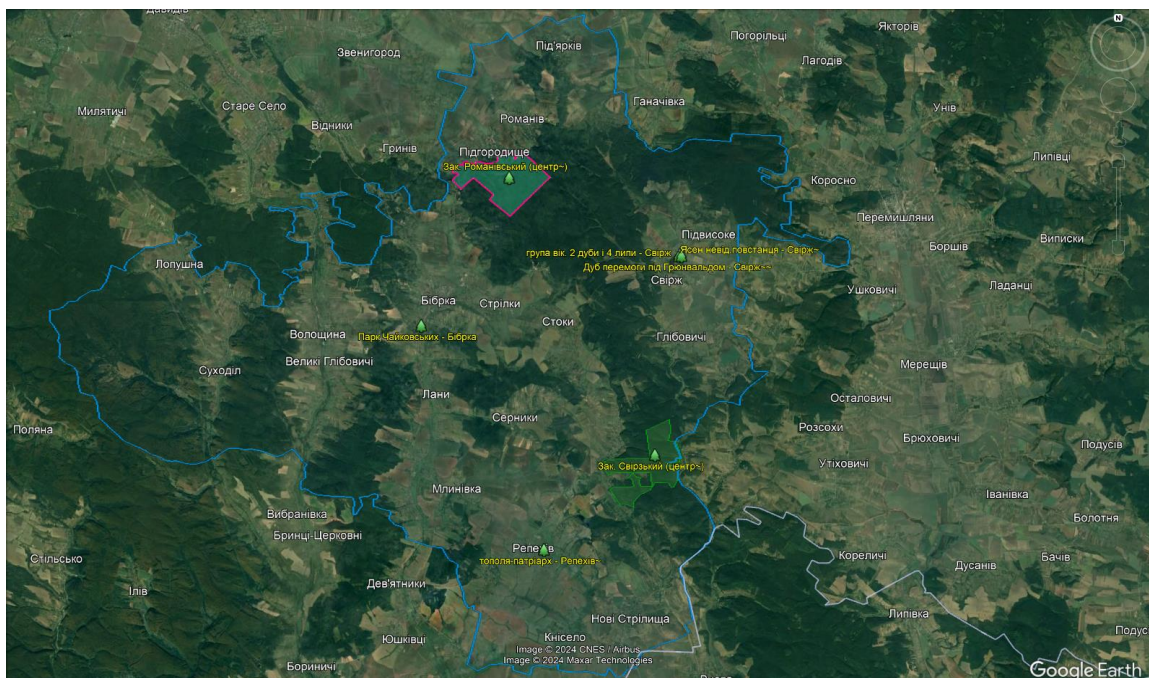 Давидів
Якторів
Під'ярків
Погорільці
Звенигород
Лагодів
N
Старе Село
Милятичі
Ганачівка
Унів
Романів
Відники
Гринів
Підгородище
Липівці
Зак. Романівський (центр~)
Коросно
Перемишляни
Підвисоке
Виписки
Боршів
група вік. 2 дуби і 4 липи - Свірж
Ясен-невід повстанця - Свірж~
Лопушна
Дуб перемоги під Грюнвальдом - Свірж~~
Свірж
Ушковичі
Ладанці
Бібрка
Стрілки
Стоки
Волощина
Парк Чайковських - Бібрка
Глібовичі
Великі Глібовичі
Мерещів
Суходіл
Лани
Осталовичі
Серники
Поляна
Розсохи
Брюховичі
Подусів
Зак. Свірзький (центр~)
Утіховичі
Млинівка
Іванівка
Вибранівка
Болотня
Бринці-Церковні
Репехів
Стільсько
тополя-патріарх - Репехів~
Кореличі
Бачів
Дусанів
Дев'ятники
Ілів
Липівка
Нові Стрілища
Юшківці
Кнісело
Image © 2024 CNES / Airbus
Image © 2024 Maxar Technologies
Бориничі
Google Earth